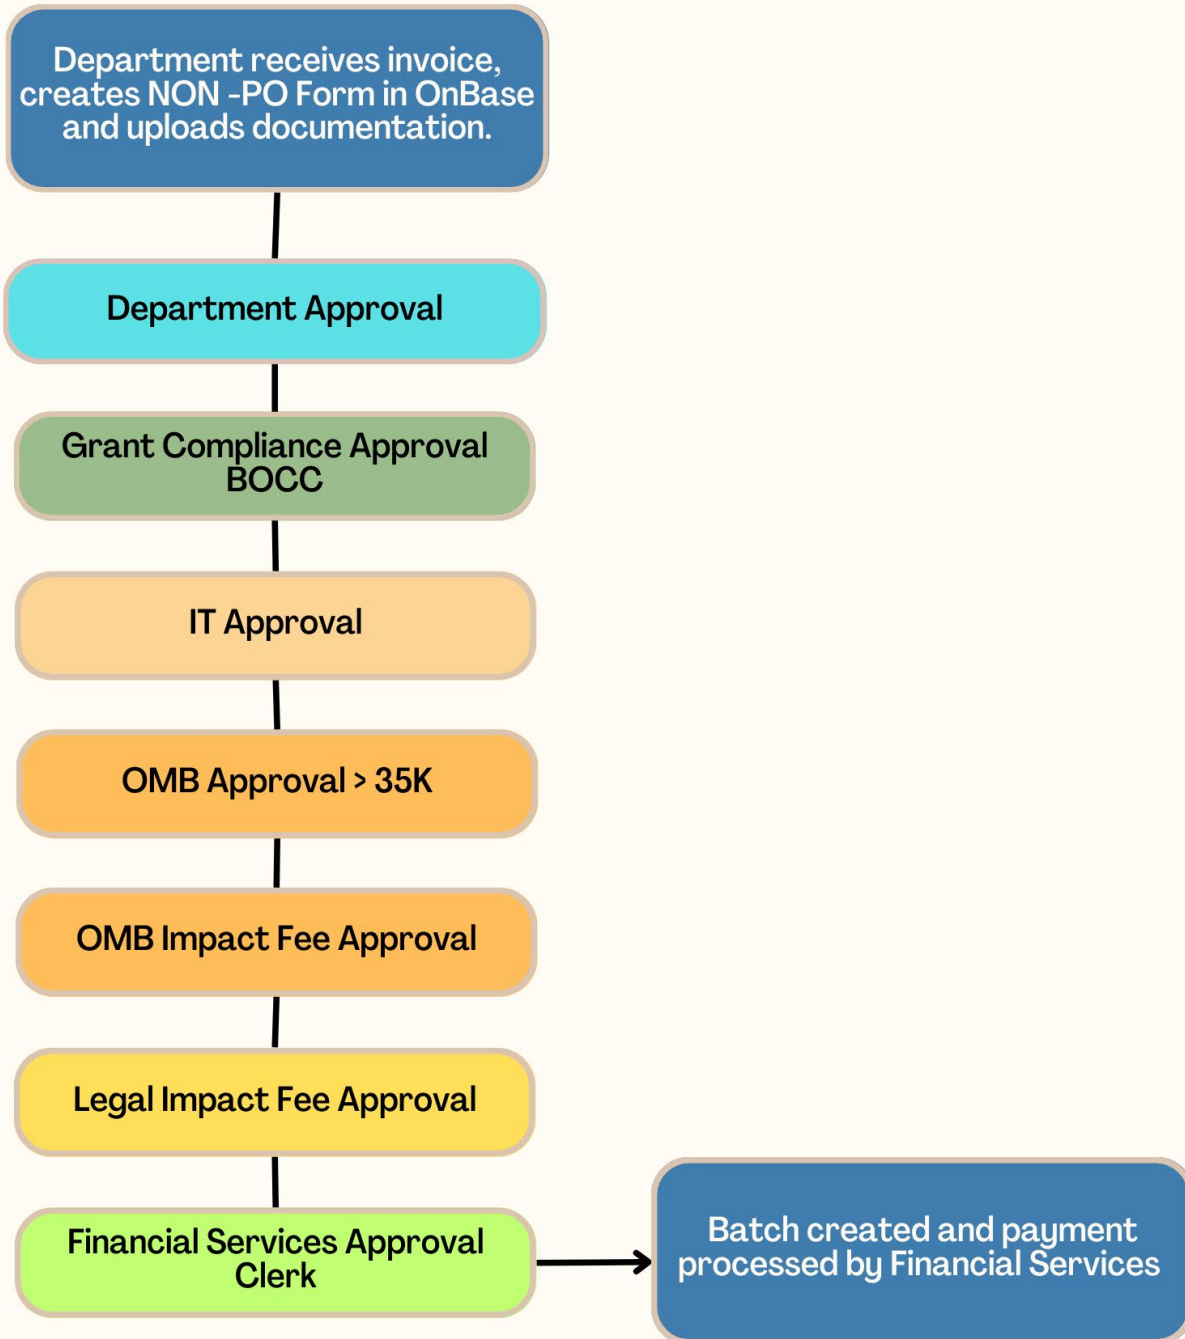 Department receives invoice,
creates NON -PO Form in OnBase
and uploads documentation.
Department Approval
Grant Compliance Approval
BOCC
IT Approval
OMB Approval > 35K
OMB Impact Fee Approval
Legal Impact Fee Approval
Financial Services Approval
Clerk
Batch created and payment
processed by Financial Services